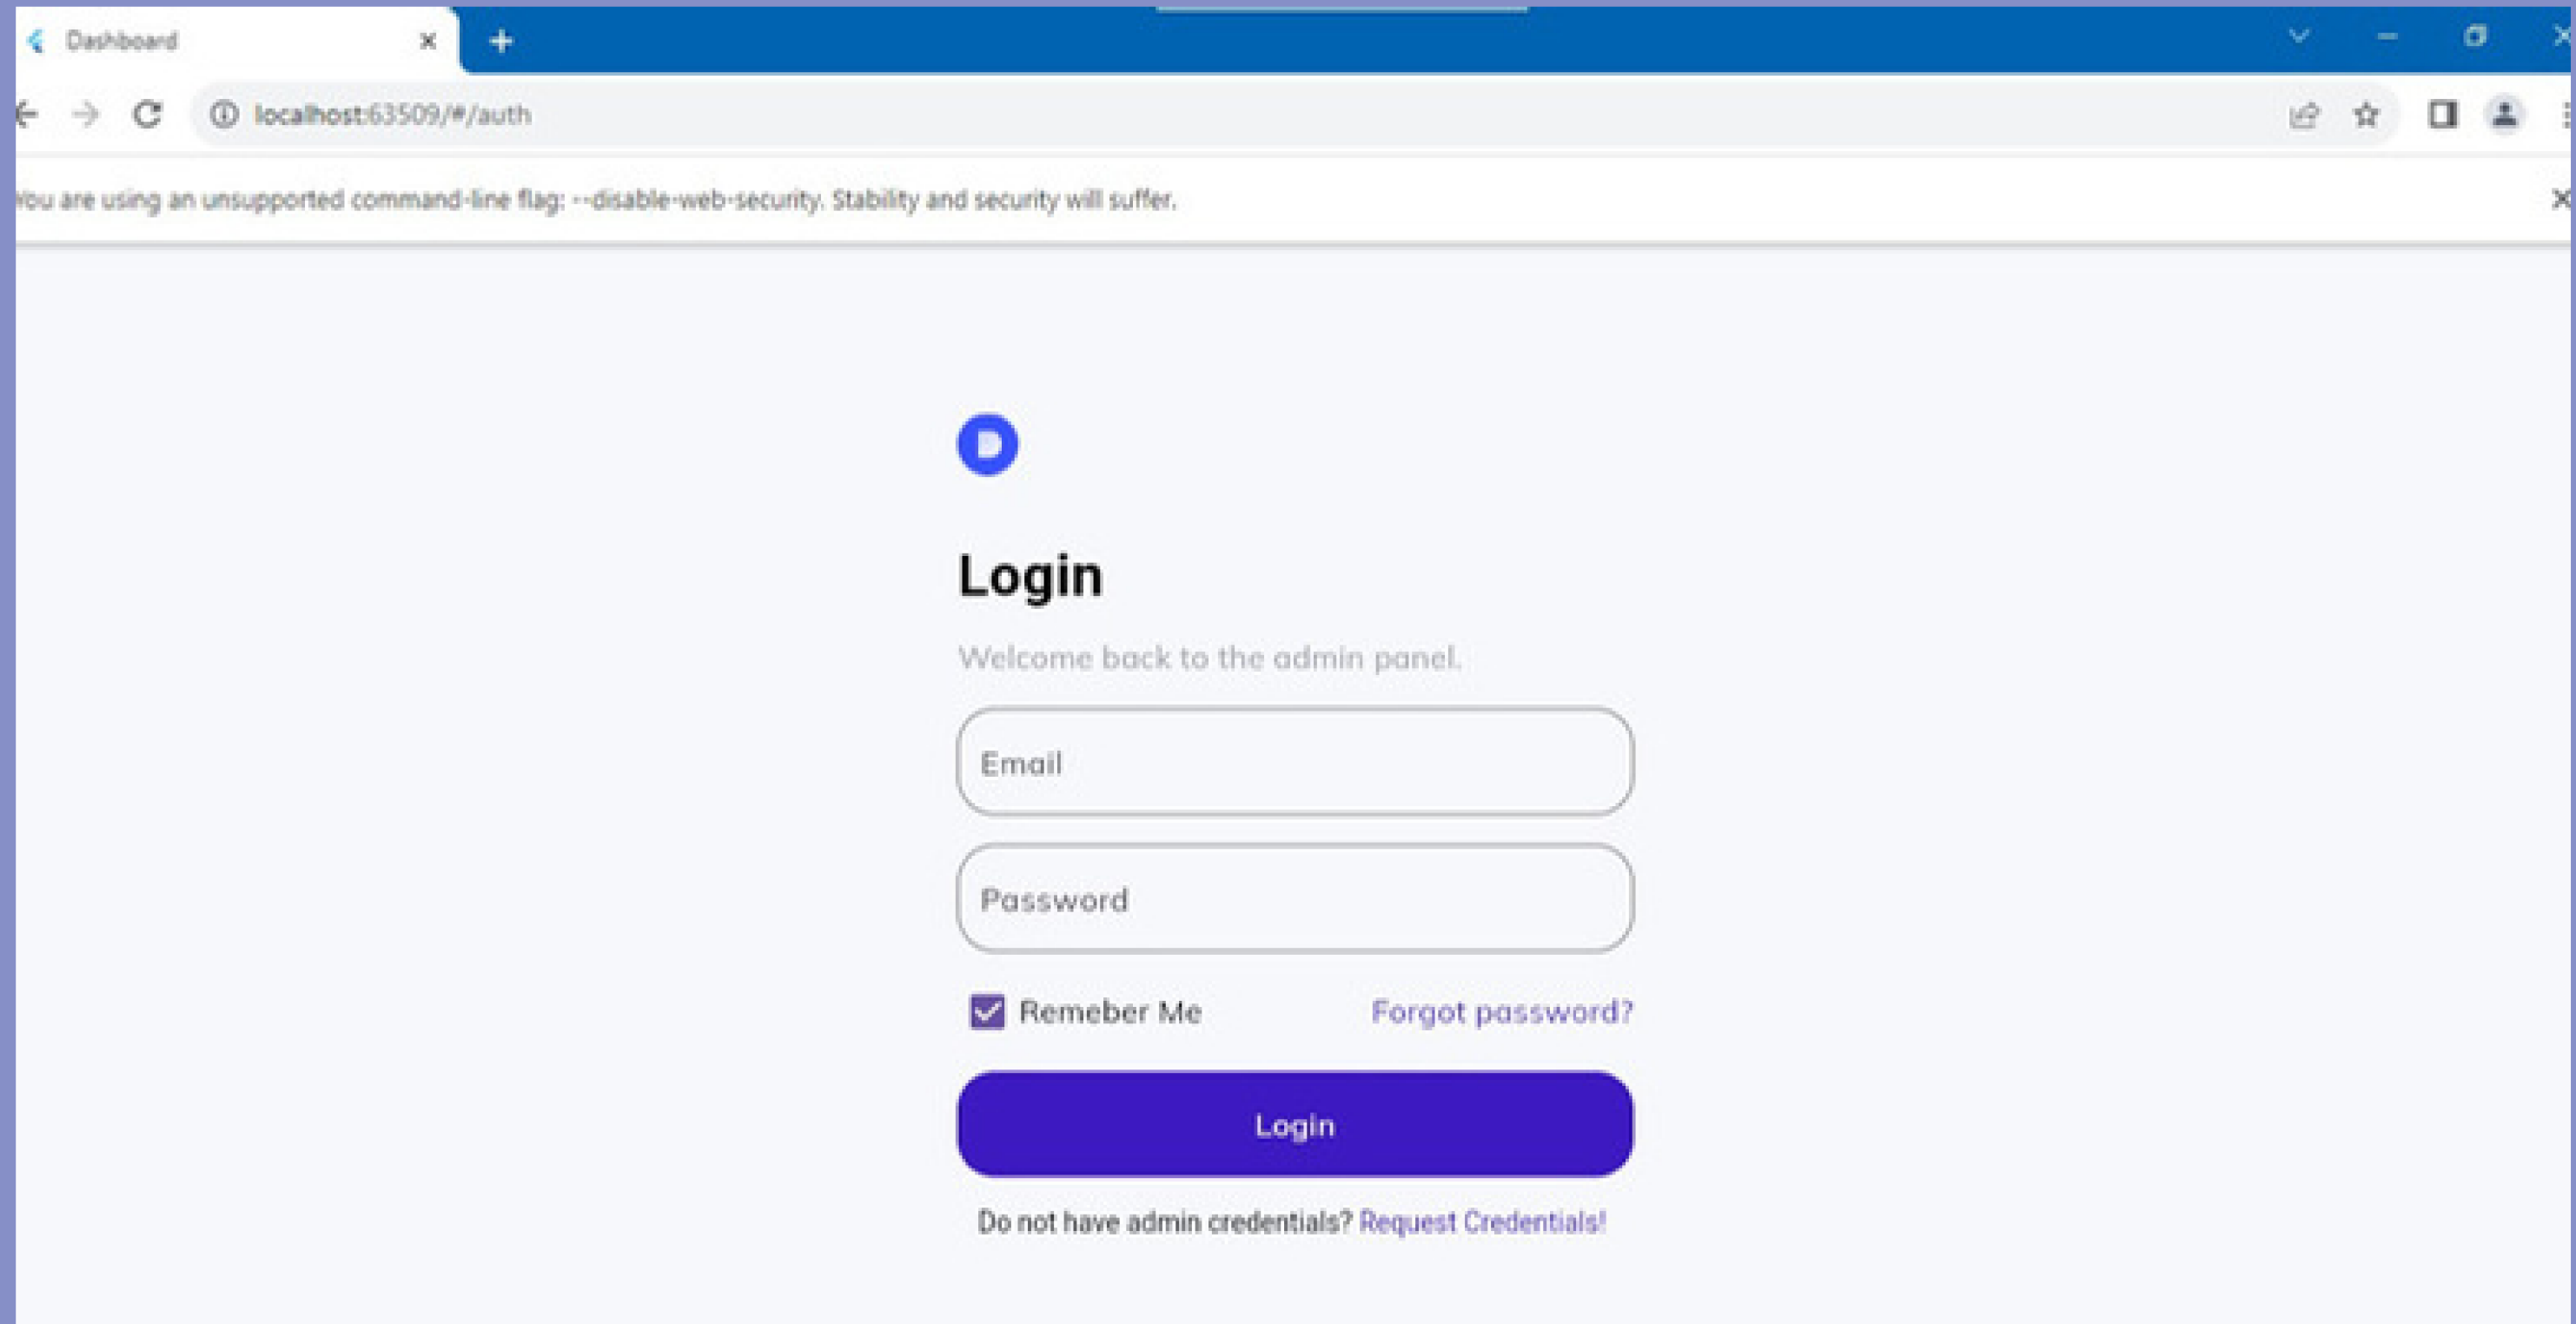 Dashboard
localhost:63509/#/auth
You are using an unsupported command-line flag: --disable-web-security. Stability and security will suffer.
D
Login
Welcome back to the admin panel.
Email
Password
Remeber Me Forgot password?
Login
Do not have admin credentials? Request Credentials!